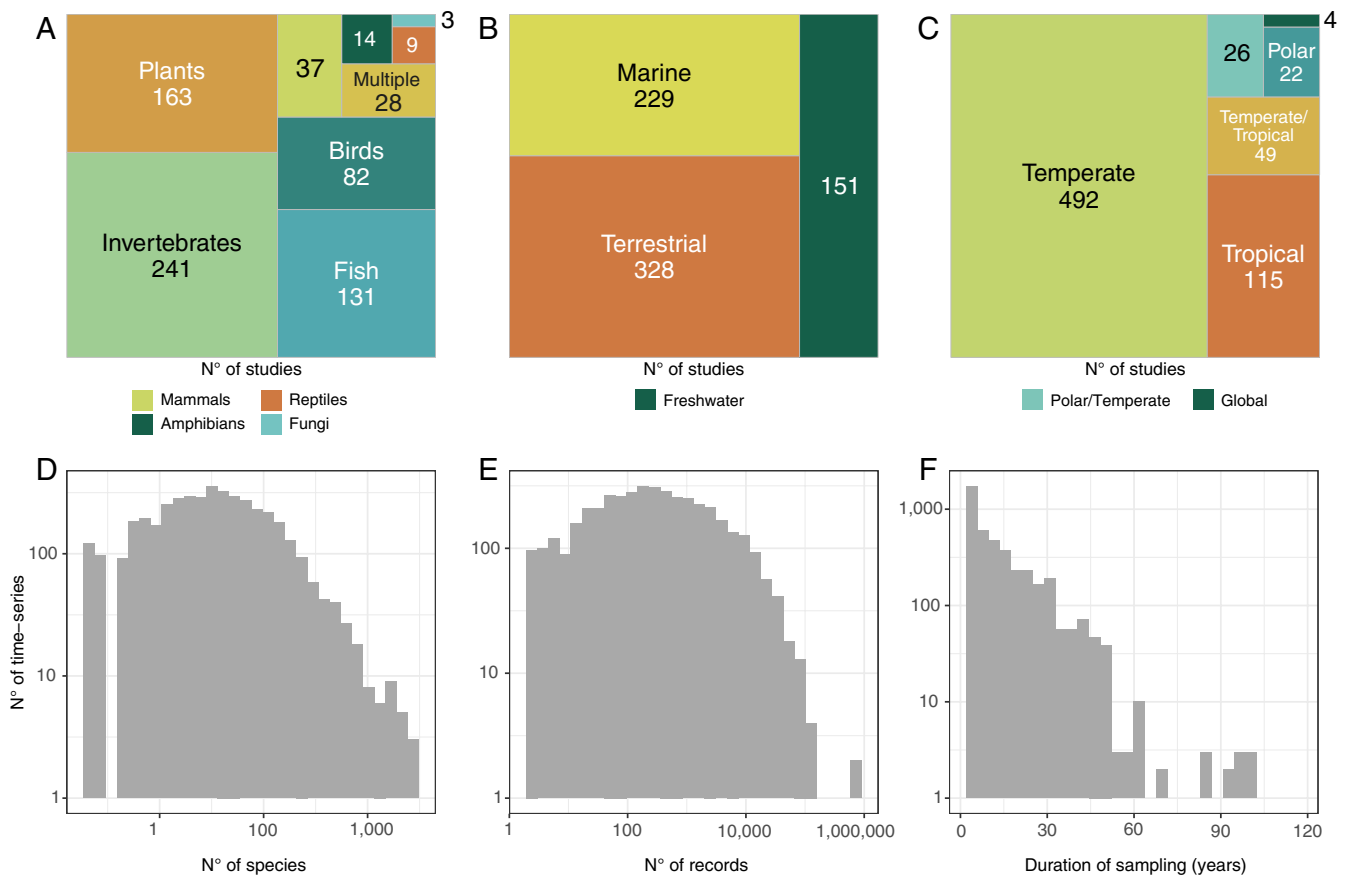 A
Plants
163
37
14
9
3
Multiple
28
Birds
82
Invertebrates
241
Fish
131
N° of studies
Mammals
Reptiles
Amphibians
Fungi
B
Marine
229
151
Terrestrial
328
N° of studies
Freshwater
C
Temperate
492
26
4
Polar
22
Temperate/
Tropical
49
Tropical
115
N° of studies
Polar/Temperate
Global
D
N° of time–series
100
10
1
1
100
1,000
N° of species
E
100
10
1
1
100
10,000
1,000,000
N° of records
F
1,000
100
10
1
0
30
60
90
120
Duration of sampling (years)